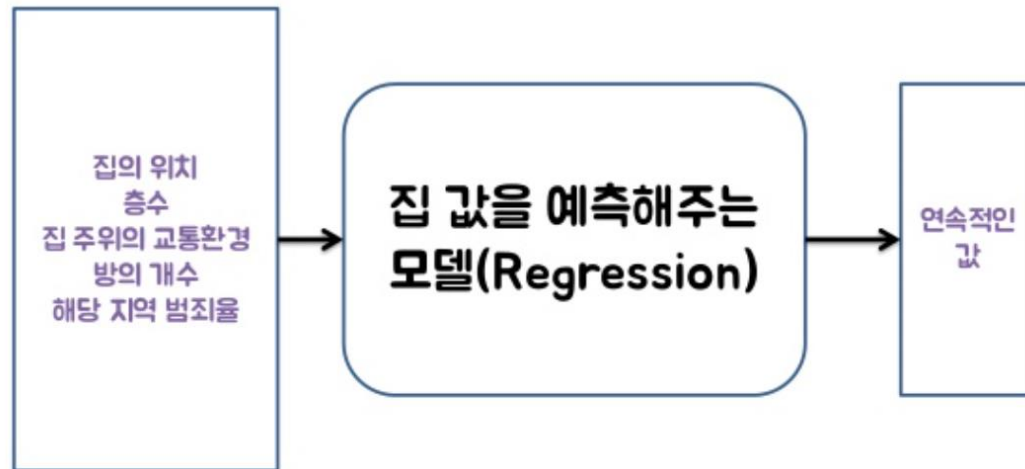 집의 위치
층수
집 주위의 교통환경
방의 개수
해당 지역 범죄율
집 값을 예측해주는
모델(Regression)
연속적인
값